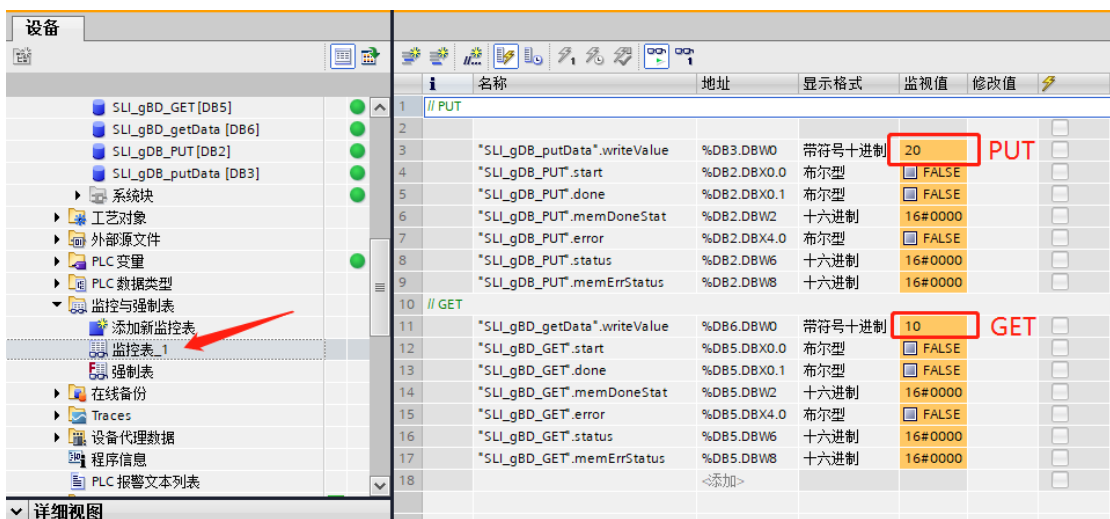 设备
i 名称 地址 显示格式 监视值 修改值
SLI_gBD_GET [DB5]
SLI_gBD_getData [DB6]
SLI_gDB_PUT [DB2]
SLI_gDB_putData [DB3]
系统块
工艺对象
外部源文件
PLC 变量
PLC 数据类型
监控与强制表
添加新监控表
监控表_1
强制表
在线备份
Traces
设备代理数据
程序信息
PLC 报警文本列表
详细视图
1 // PUT
2
3 "SLI_gDB_putData".writeValue %DB3.DBW0 带符号十进制 20 PUT
4 "SLI_gDB_PUT".start %DB2.DBX0.0 布尔型 FALSE
5 "SLI_gDB_PUT".done %DB2.DBX0.1 布尔型 FALSE
6 "SLI_gDB_PUT".memDoneStat %DB2.DBW2 十六进制 16#0000
7 "SLI_gDB_PUT".error %DB2.DBX4.0 布尔型 FALSE
8 "SLI_gDB_PUT".status %DB2.DBW6 十六进制 16#0000
9 "SLI_gDB_PUT".memErrStatus %DB2.DBW8 十六进制 16#0000
10 // GET
11 "SLI_gBD_getData".writeValue %DB6.DBW0 带符号十进制 10 GET
12 "SLI_gBD_GET".start %DB5.DBX0.0 布尔型 FALSE
13 "SLI_gBD_GET".done %DB5.DBX0.1 布尔型 FALSE
14 "SLI_gBD_GET".memDoneStat %DB5.DBW2 十六进制 16#0000
15 "SLI_gBD_GET".error %DB5.DBX4.0 布尔型 FALSE
16 "SLI_gBD_GET".status %DB5.DBW6 十六进制 16#0000
17 "SLI_gBD_GET".memErrStatus %DB5.DBW8 十六进制 16#0000
18 <添加>